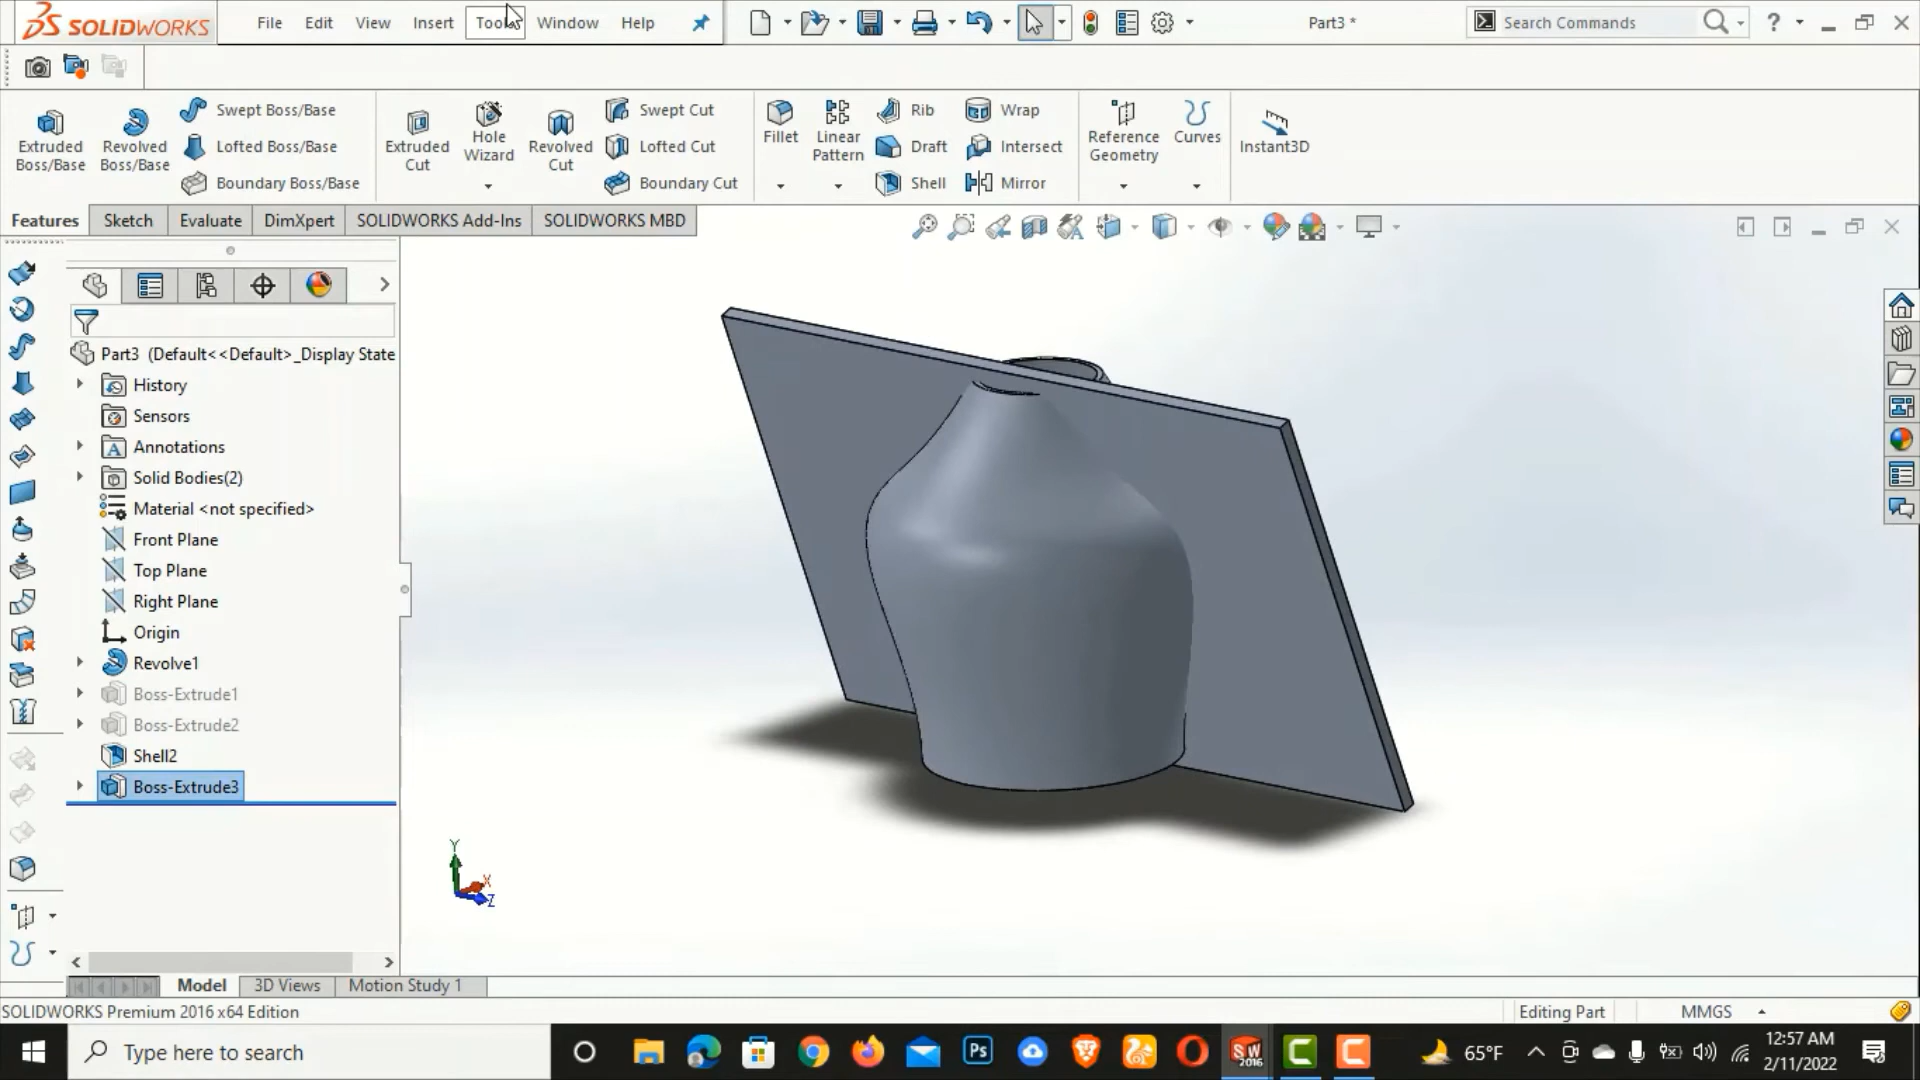 SOLIDWORKS File Edit View Insert Tools Window Help Part3 * Search Commands ?
Extruded Boss/Base Revolved Boss/Base Swept Boss/Base Lofted Boss/Base Boundary Boss/Base
Extruded Cut Hole Wizard Revolved Cut Swept Cut Lofted Cut Boundary Cut
Fillet Linear Pattern Rib Draft Shell Wrap Intersect Mirror
Reference Geometry Curves Instant3D
Features Sketch Evaluate DimXpert SOLIDWORKS Add-Ins SOLIDWORKS MBD
Part3 (Default<<Default>_Display State
History
Sensors
Annotations
Solid Bodies(2)
Material <not specified>
Front Plane
Top Plane
Right Plane
Origin
Revolve1
Boss-Extrude1
Boss-Extrude2
Shell2
Boss-Extrude3
Y
X
Z
Model 3D Views Motion Study 1
SOLIDWORKS Premium 2016 x64 Edition Editing Part MMGS
Type here to search Ps SW 2016 65°F 12:57 AM
2/11/2022